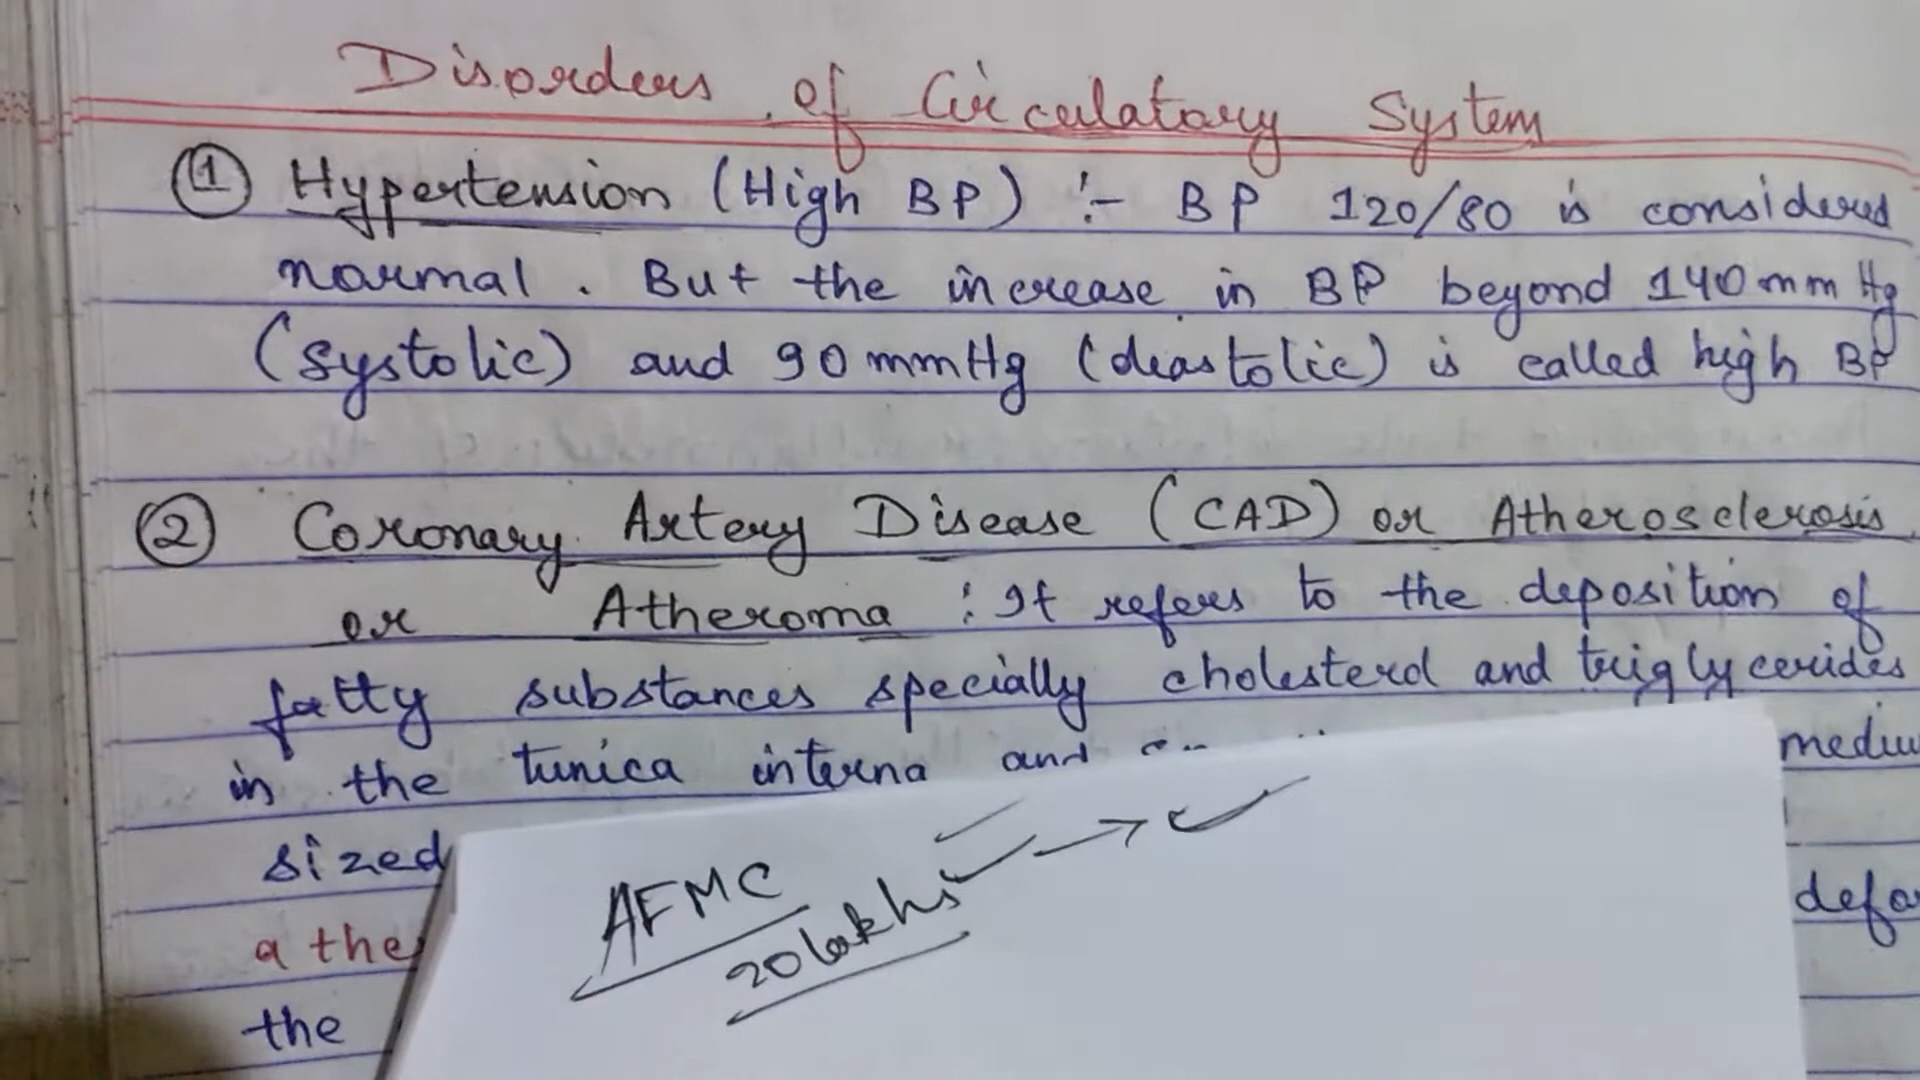 Disorders of Circulatory System
① Hypertension (High BP) :- BP 120/80 is considered
normal. But the increase in BP beyond 140 mm Hg
(systolic) and 90 mmHg (diastolic) is called high BP
② Coronary Artery Disease (CAD) or Atherosclerosis
or Atheroma : It refers to the deposition of
fatty substances specially cholesterol and triglycerides
in the tunica interna and
sized
a the
the
AFMC
20 lakhs